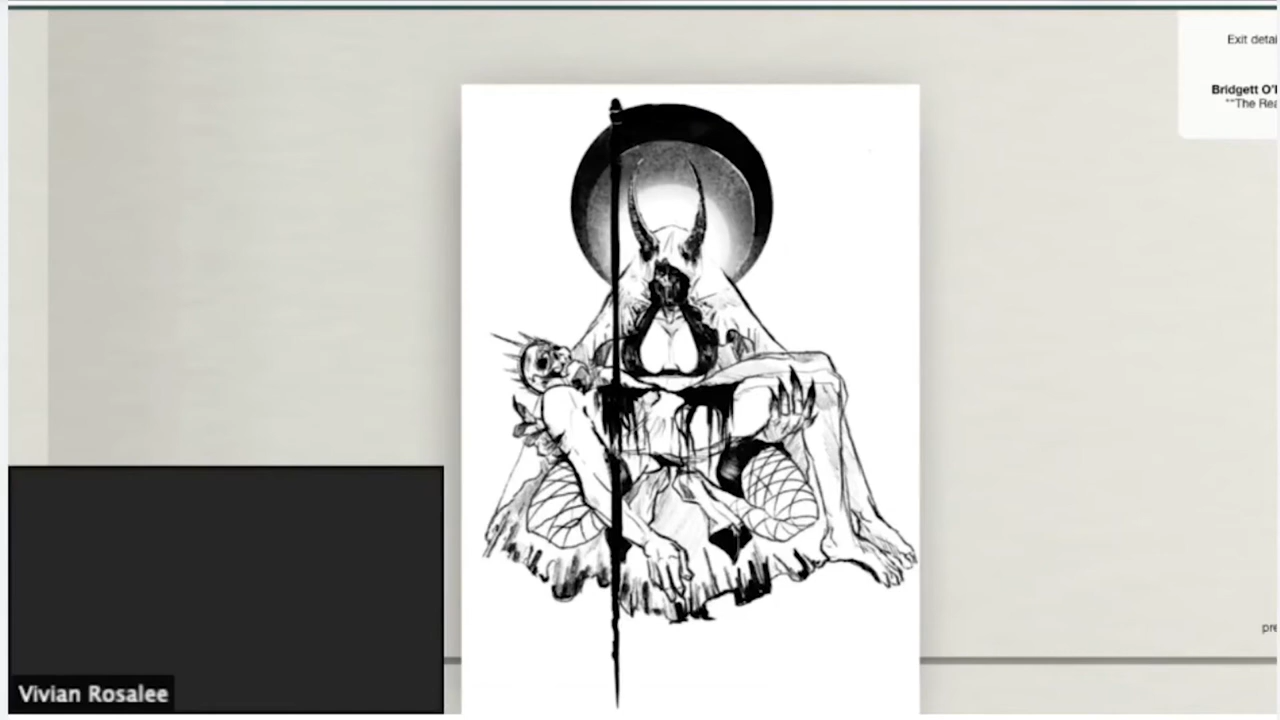 Exit detai
Bridgett O'
**The Rea
pre
Vivian Rosalee